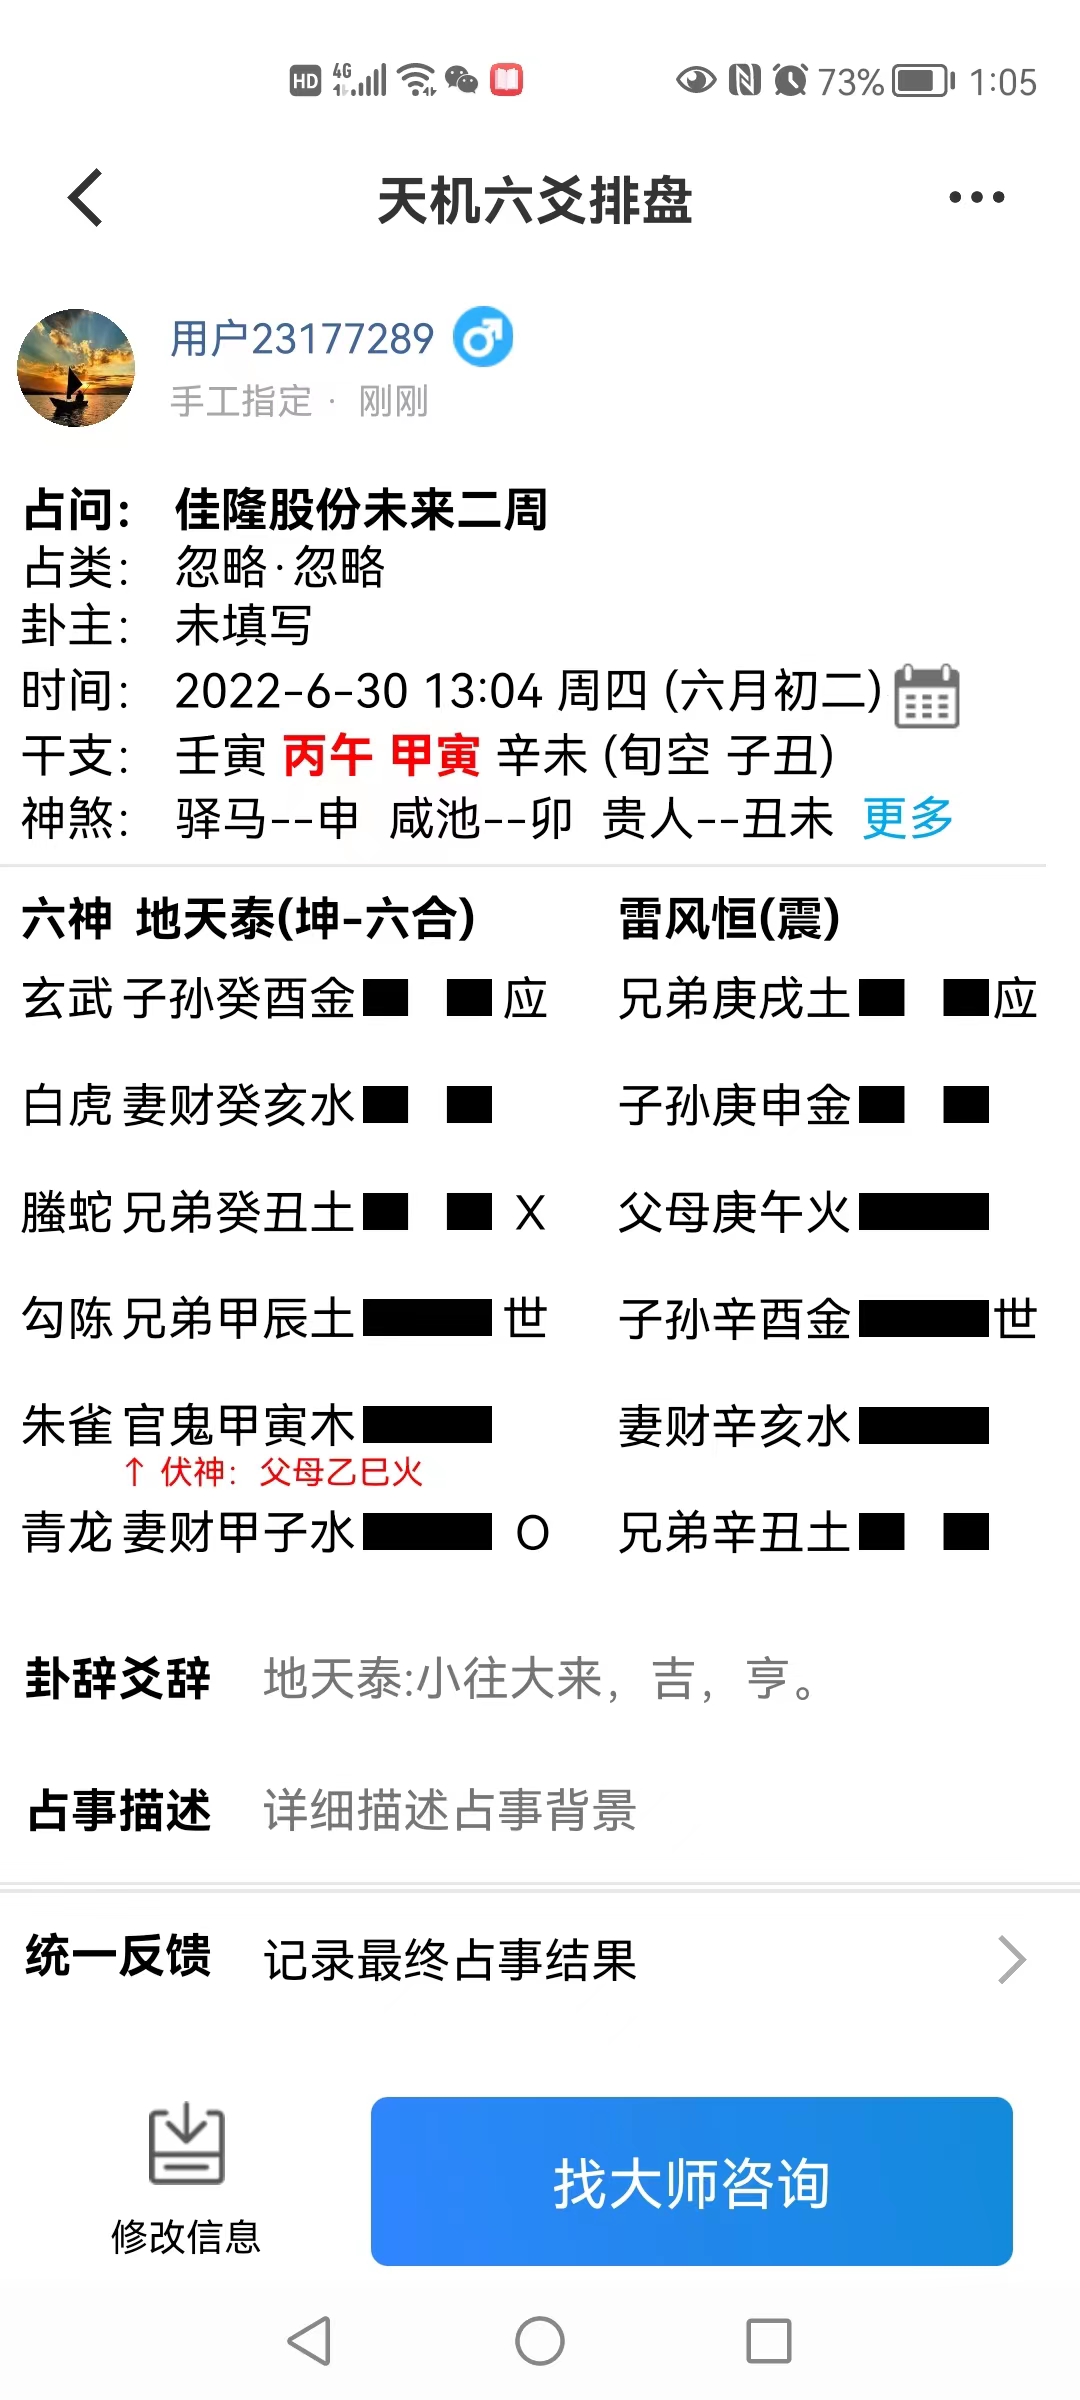 HD 4G 73% 1:05
天机六爻排盘
用户23177289
手工指定 · 刚刚
占问： 佳隆股份未来二周
占类： 忽略·忽略
卦主： 未填写
时间： 2022-6-30 13:04 周四 (六月初二)
干支： 壬寅 丙午 甲寅 辛未 (旬空 子丑)
神煞： 驿马--申 咸池--卯 贵人--丑未 更多
六神 地天泰(坤-六合) 雷风恒(震)
玄武 子孙癸酉金 应 兄弟庚戌土 应
白虎 妻财癸亥水 子孙庚申金
螣蛇 兄弟癸丑土 X 父母庚午火
勾陈 兄弟甲辰土 世 子孙辛酉金 世
朱雀 官鬼甲寅木 妻财辛亥水
↑ 伏神：父母乙巳火
青龙 妻财甲子水 O 兄弟辛丑土
卦辞爻辞 地天泰:小往大来，吉，亨。
占事描述 详细描述占事背景
统一反馈 记录最终占事结果
修改信息
找大师咨询